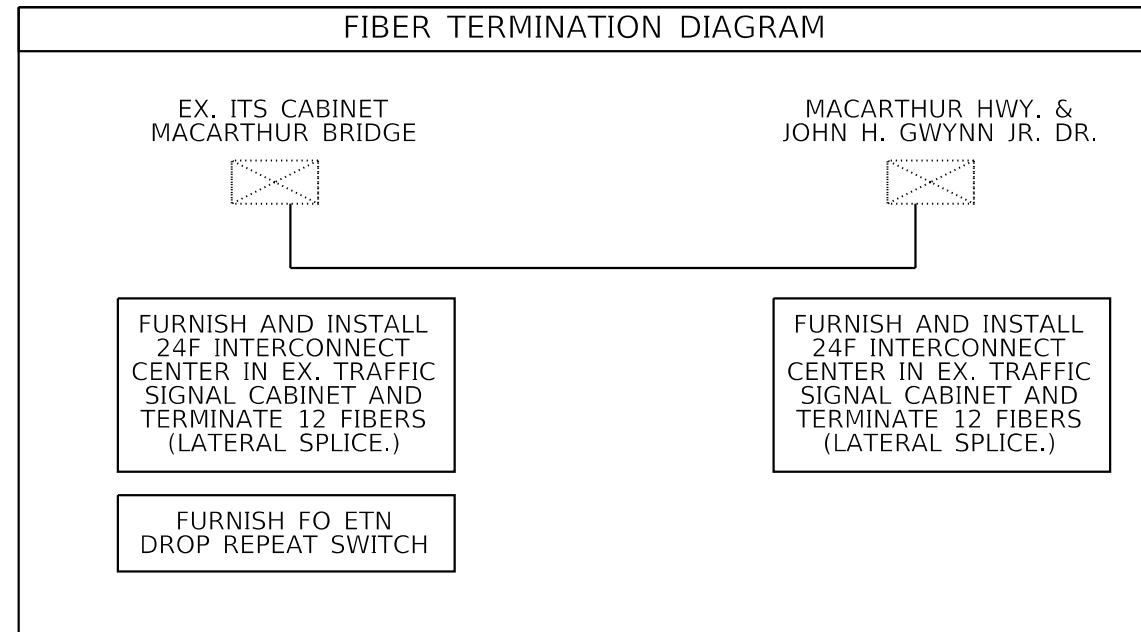 FIBER TERMINATION DIAGRAM
EX. ITS CABINET
MACARTHUR BRIDGE
MACARTHUR HWY. &
JOHN H. GWYNN JR. DR.
FURNISH AND INSTALL
24F INTERCONNECT
CENTER IN EX. TRAFFIC
SIGNAL CABINET AND
TERMINATE 12 FIBERS
(LATERAL SPLICE.)
FURNISH AND INSTALL
24F INTERCONNECT
CENTER IN EX. TRAFFIC
SIGNAL CABINET AND
TERMINATE 12 FIBERS
(LATERAL SPLICE.)
FURNISH FO ETN
DROP REPEAT SWITCH